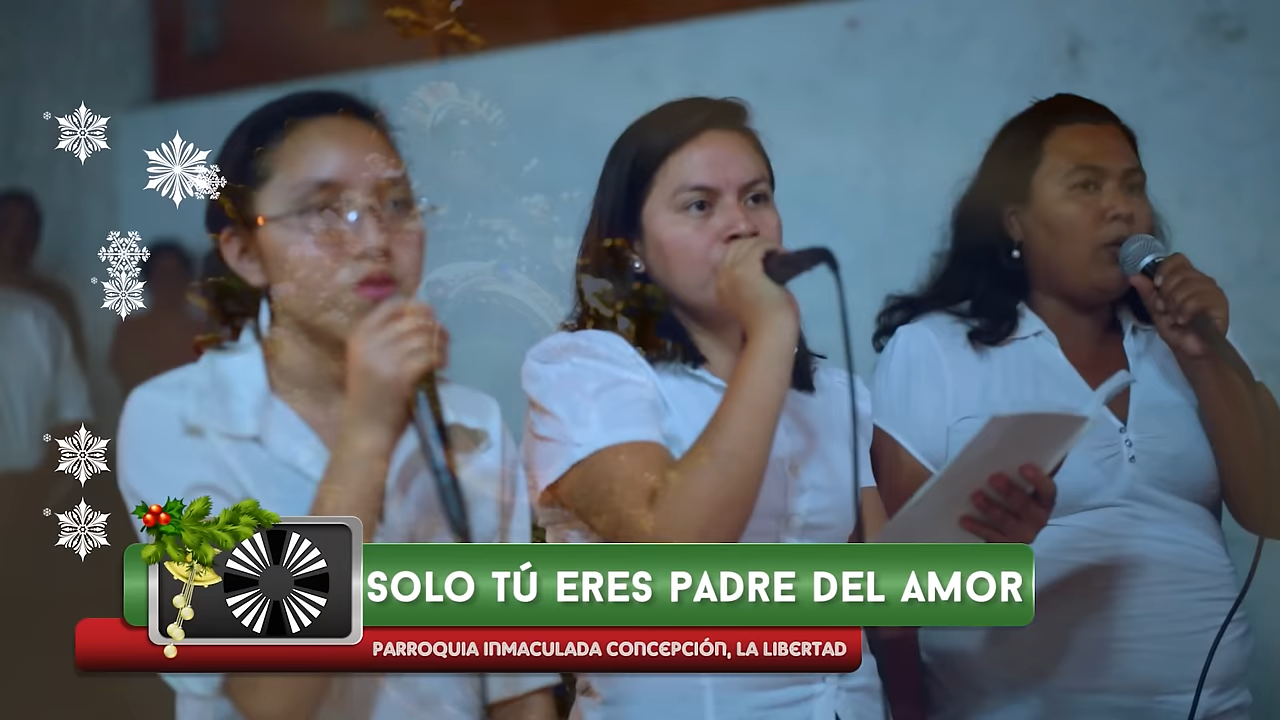 SOLO TÚ ERES PADRE DEL AMOR
PARROQUIA INMACULADA CONCEPCIÓN, LA LIBERTAD